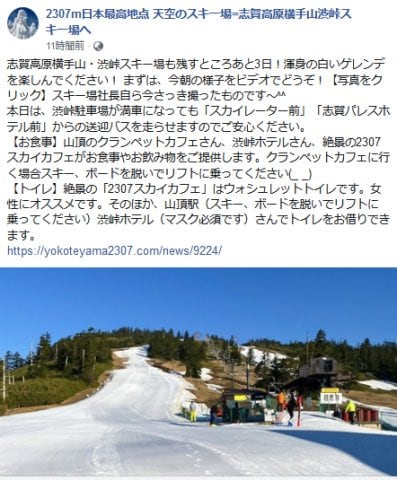 2307m日本最高地点 天空のスキー場=志賀高原横手山渋峠ス
キー場へ
11時間前
志賀高原横手山・渋峠スキー場も残すところあと3日！渾身の白いゲレンデ
を楽しんでください！ まずは、今朝の様子をビデオでどうぞ！【写真をク
リック】スキー場社長自ら今さっき撮ったものです〜^^
本日は、渋峠駐車場が満車になっても「スカイレーター前」「志賀パレスホ
テル前」からの送迎バスを走らせますのでご安心ください。
【お食事】山頂のクランペットカフェさん、渋峠ホテルさん、絶景の2307
スカイカフェがお食事やお飲み物をご提供します。クランペットカフェに行
く場合スキー、ボードを脱いでリフトに乗ってください(_ _)
【トイレ】絶景の「2307スカイカフェ」はウォシュレットトイレです。女
性にオススメです。そのほか、山頂駅（スキー、ボードを脱いでリフトに
乗ってください）渋峠ホテル（マスク必須です）さんでトイレをお借りでき
ます。
https://yokoteyama2307.com/news/9224/